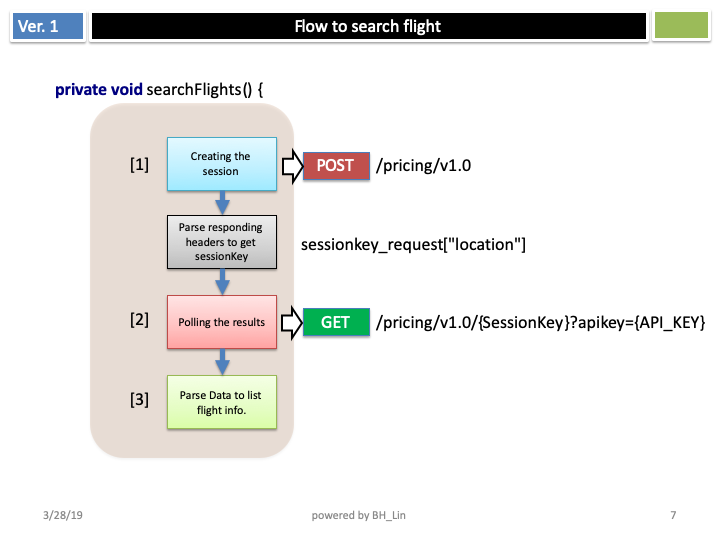 Ver. 1
Flow to search flight
private void searchFlights() {
[1]
Creating the
session
POST
/pricing/v1.0
Parse responding
headers to get
sessionKey
sessionkey_request["location"]
[2]
Polling the results
GET
/pricing/v1.0/{SessionKey}?apikey={API_KEY}
[3]
Parse Data to list
flight info.
3/28/19
powered by BH_Lin
7